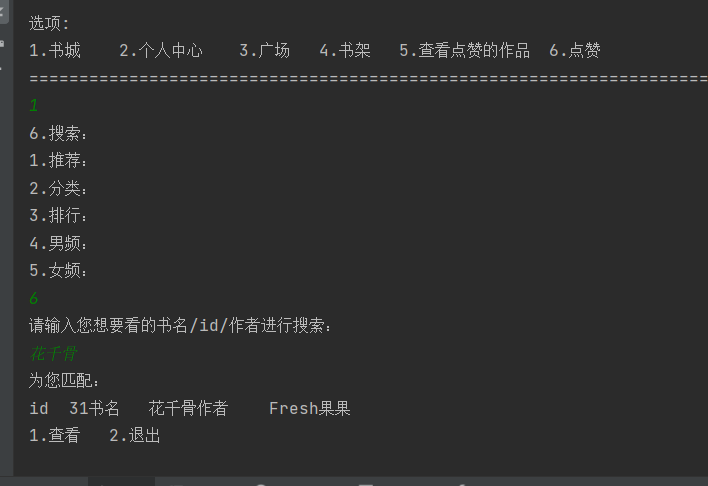 选项:
1.书城 2.个人中心 3.广场 4.书架 5.查看点赞的作品 6.点赞
====================================================================
1
6.搜索:
1.推荐:
2.分类:
3.排行:
4.男频:
5.女频:
6
请输入您想要看的书名/id/作者进行搜索:
花千骨
为您匹配:
id 31书名 花千骨作者 Fresh果果
1.查看 2.退出